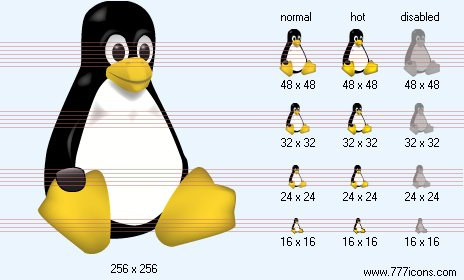 normal hot disabled
48 x 48 48 x 48 48 x 48
32 x 32 32 x 32 32 x 32
24 x 24 24 x 24 24 x 24
16 x 16 16 x 16 16 x 16
256 x 256
www.777icons.com